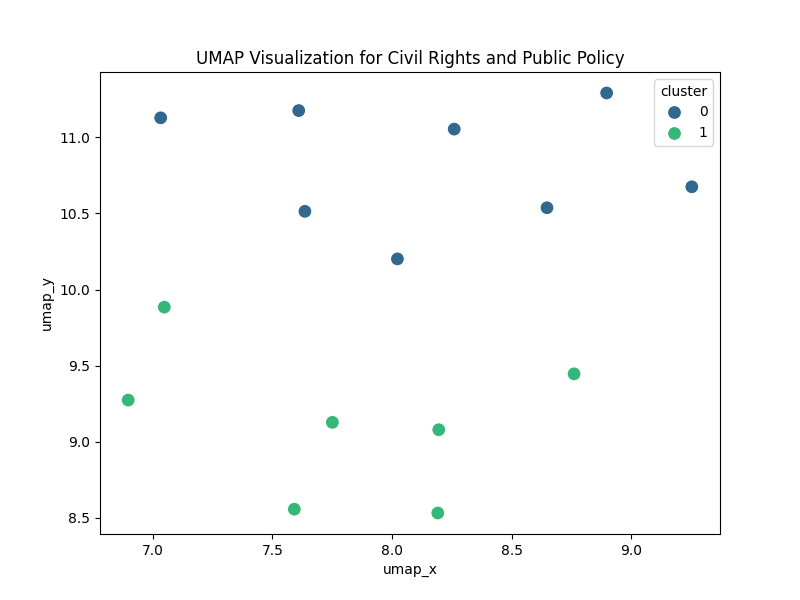 UMAP Visualization for Civil Rights and Public Policy
cluster
0
1
11.0
10.5
10.0
9.5
9.0
8.5
umap_y
7.0 7.5 8.0 8.5 9.0
umap_x